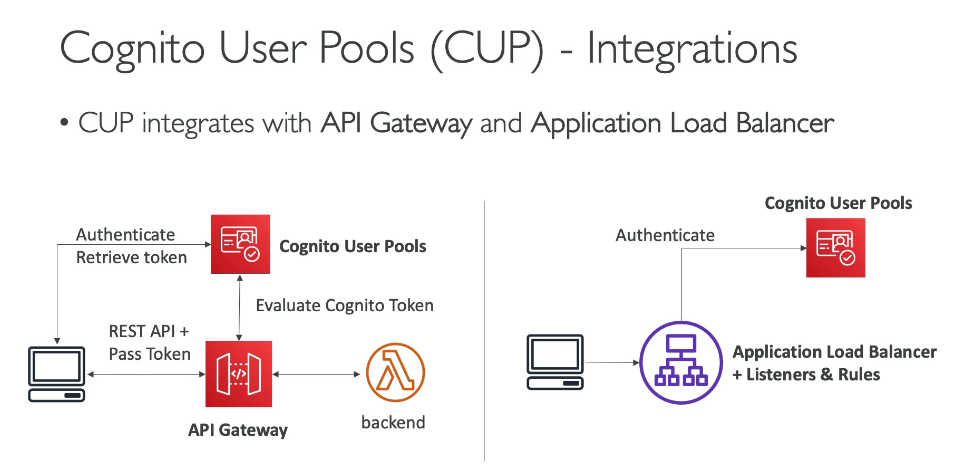 Cognito User Pools (CUP) - Integrations
• CUP integrates with API Gateway and Application Load Balancer
Authenticate
Retrieve token
Cognito User Pools
Evaluate Cognito Token
REST API +
Pass Token
API Gateway
backend
Cognito User Pools
Authenticate
Application Load Balancer
+ Listeners & Rules